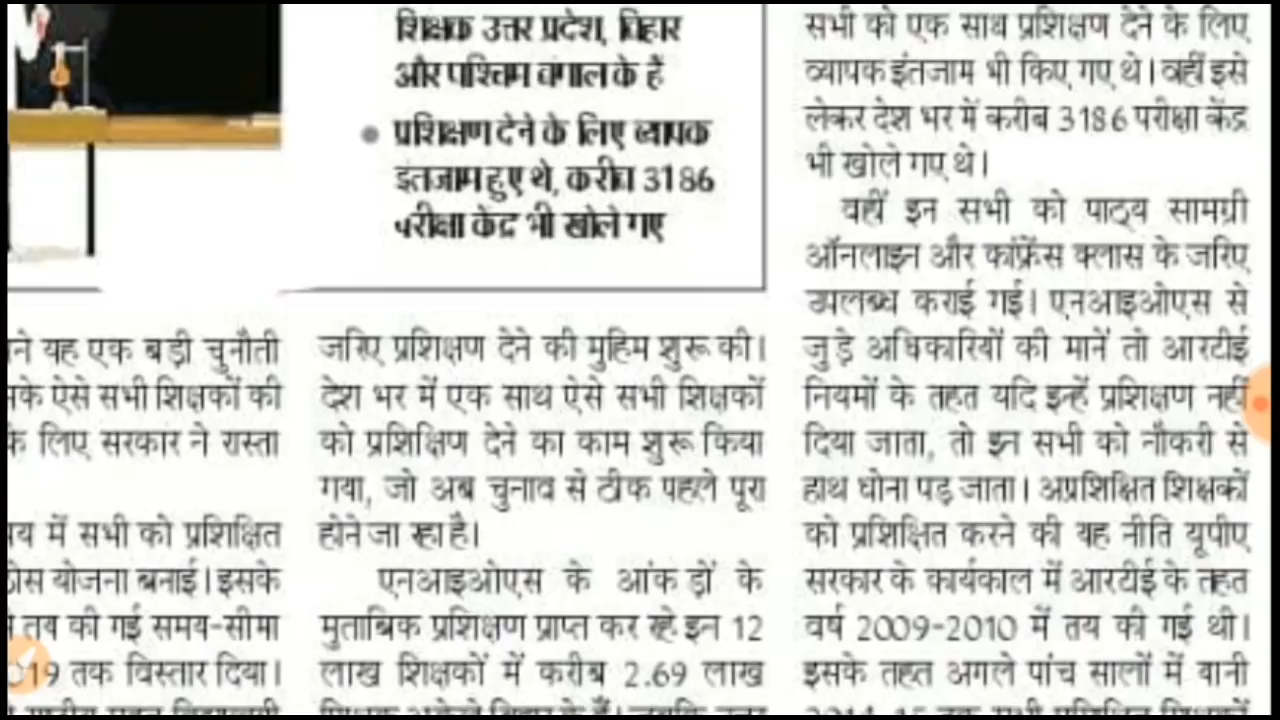 शिक्षक उत्तर प्रदेश, बिहार
और पश्चिम बंगाल के हैं
प्रशिक्षण देने के लिए व्यापक
इंतजाम हुए थे, करीब 3186
परीक्षा केंद्र भी खोले गए
ने यह एक बड़ी चुनौती
ऐसे सभी शिक्षकों की
के लिए सरकार ने रास्ता
में सभी को प्रशिक्षित
योजना बनाई। इसके
तय की गई समय-सीमा
तक विस्तार दिया।
जरिए प्रशिक्षण देने की मुहिम शुरू की।
देश भर में एक साथ ऐसे सभी शिक्षकों
को प्रशिक्षिण देने का काम शुरू किया
गया, जो अब चुनाव से ठीक पहले पूरा
होने जा रहा है।
एनआइओएस के आंकड़ों के
मुताबिक प्रशिक्षण प्राप्त कर रहे इन 12
लाख शिक्षकों में करीब 2.69 लाख
सभी को एक साथ प्रशिक्षण देने के लिए
व्यापक इंतजाम भी किए गए थे। वहीं इसे
लेकर देश भर में करीब 3186 परीक्षा केंद्र
भी खोले गए थे।
वहीं इन सभी को पाठ्य सामग्री
ऑनलाइन और कांफ्रेंस क्लास के जरिए
उपलब्ध कराई गई। एनआइओएस से
जुड़े अधिकारियों की मानें तो आरटीई
नियमों के तहत यदि इन्हें प्रशिक्षण नहीं
दिया जाता, तो इन सभी को नौकरी से
हाथ धोना पड़ जाता। अप्रशिक्षित शिक्षकों
को प्रशिक्षित करने की यह नीति यूपीए
सरकार के कार्यकाल में आरटीई के तहत
वर्ष 2009-2010 में तय की गई थी।
इसके तहत अगले पांच सालों में यानी